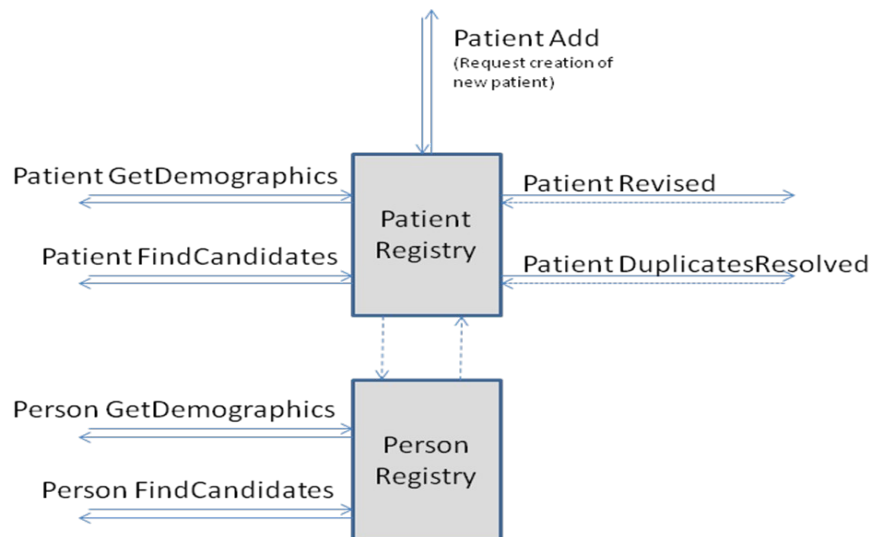 Patient Add
(Request creation of
new patient)
Patient GetDemographics
Patient Revised
Patient
Registry
Patient FindCandidates
Patient DuplicatesResolved
Person GetDemographics
Person
Registry
Person FindCandidates